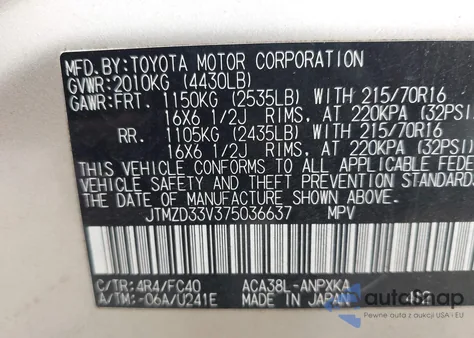 MFD.BY:TOYOTA MOTOR CORPORATION
GVWR:2010KG (4430LB)
GAWR:FRT. 1150KG (2535LB) WITH 215/70R16
16X6 1/2J RIMS, AT 220KPA (32PSI)
RR. 1105KG (2435LB) WITH 215/70R16
16X6 1/2J RIMS, AT 220KPA (32PSI)
THIS VEHICLE CONFORMS TO ALL APPLICABLE FEDE
VEHICLE SAFETY AND THEFT PREVENTION STANDARD
THE DATE OF MANUFACTURE SHOWN ABOVE.
JTMZD33V375036637 MPV
C/TR:4R4/FC40 ACA38L-ANPXKA
A/TM:-06A/U241E MADE IN JAPAN
autoSnap
Pewne auta z USA i EU